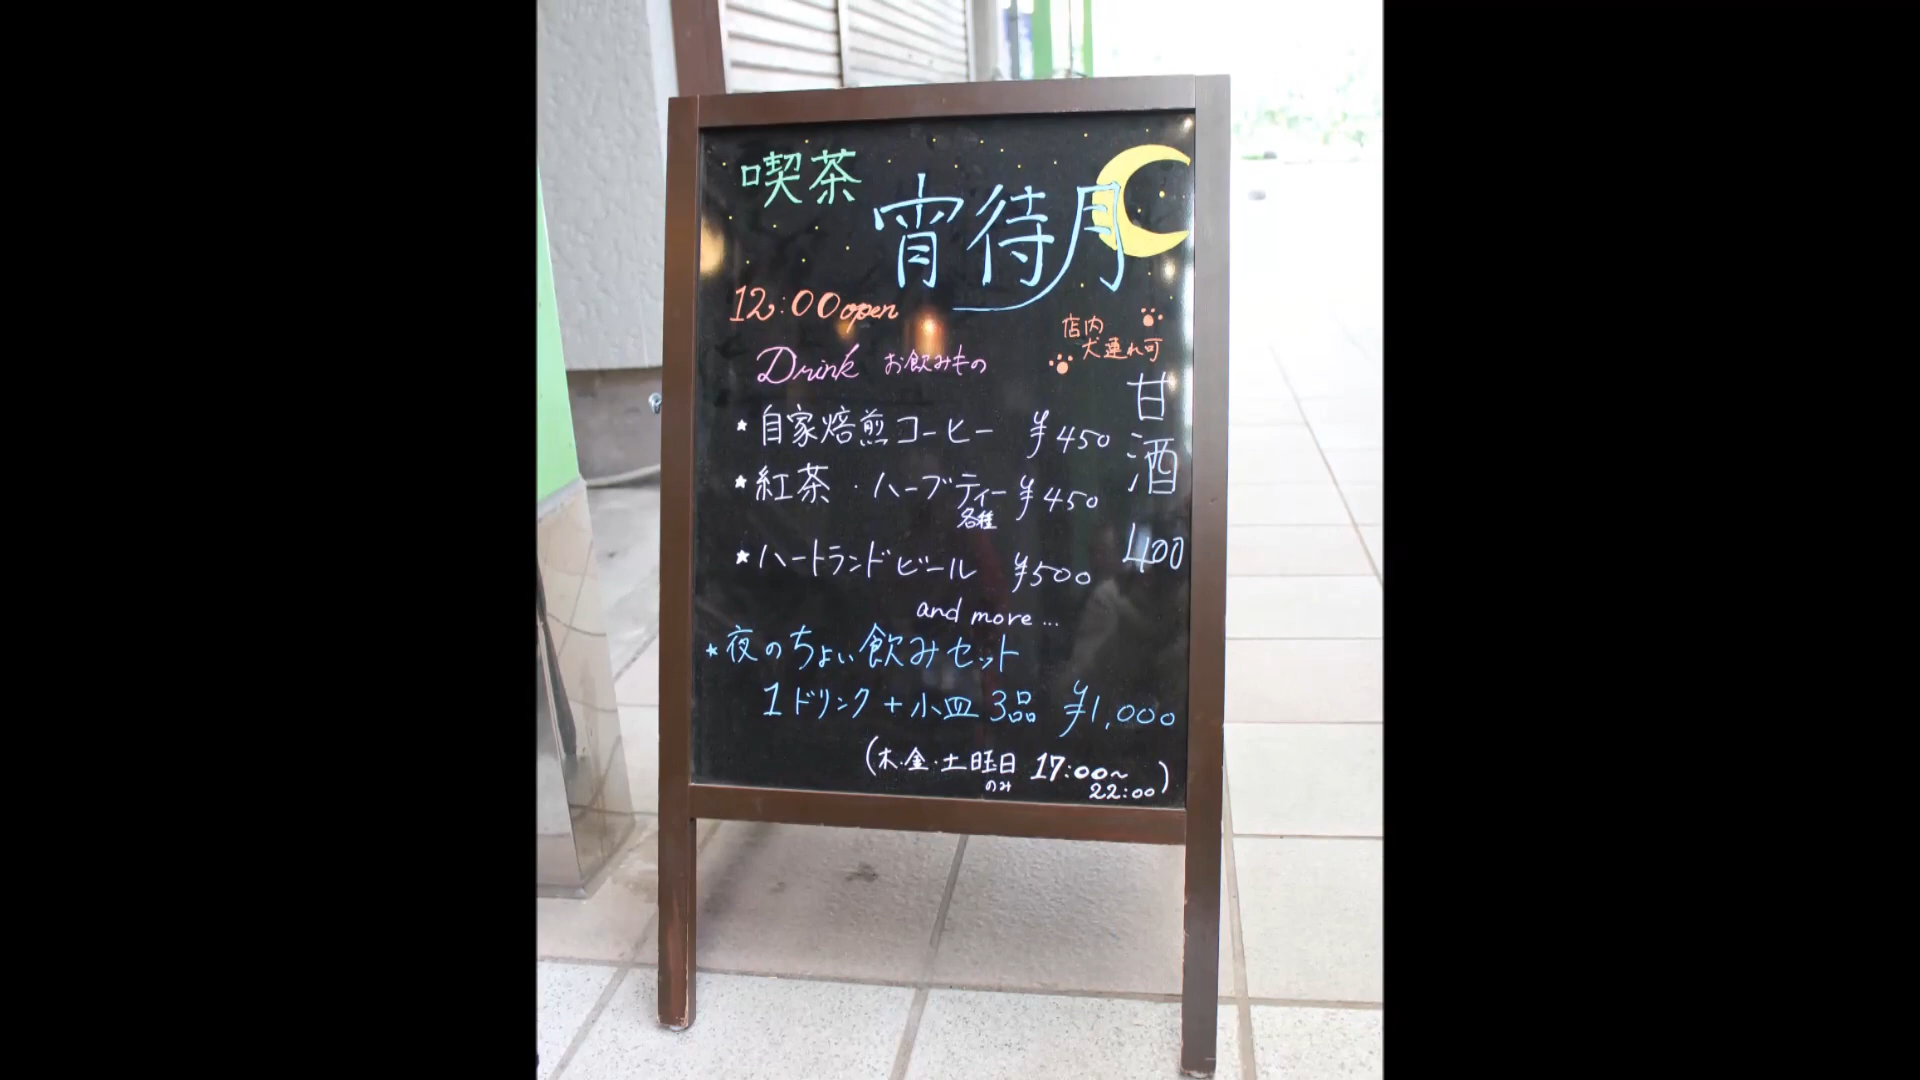 喫茶
宵待月
12:00open
店内
犬連れ可
Drink お飲みもの
★自家焙煎コーヒー ¥450
★紅茶・ハーブティー ¥450
各種
★ハートランドビール ¥500
and more...
甘酒 400
★夜のちょい飲みセット
1ドリンク+小皿3品 ¥1,000
(木・金・土曜日 17:00~
のみ 22:00)